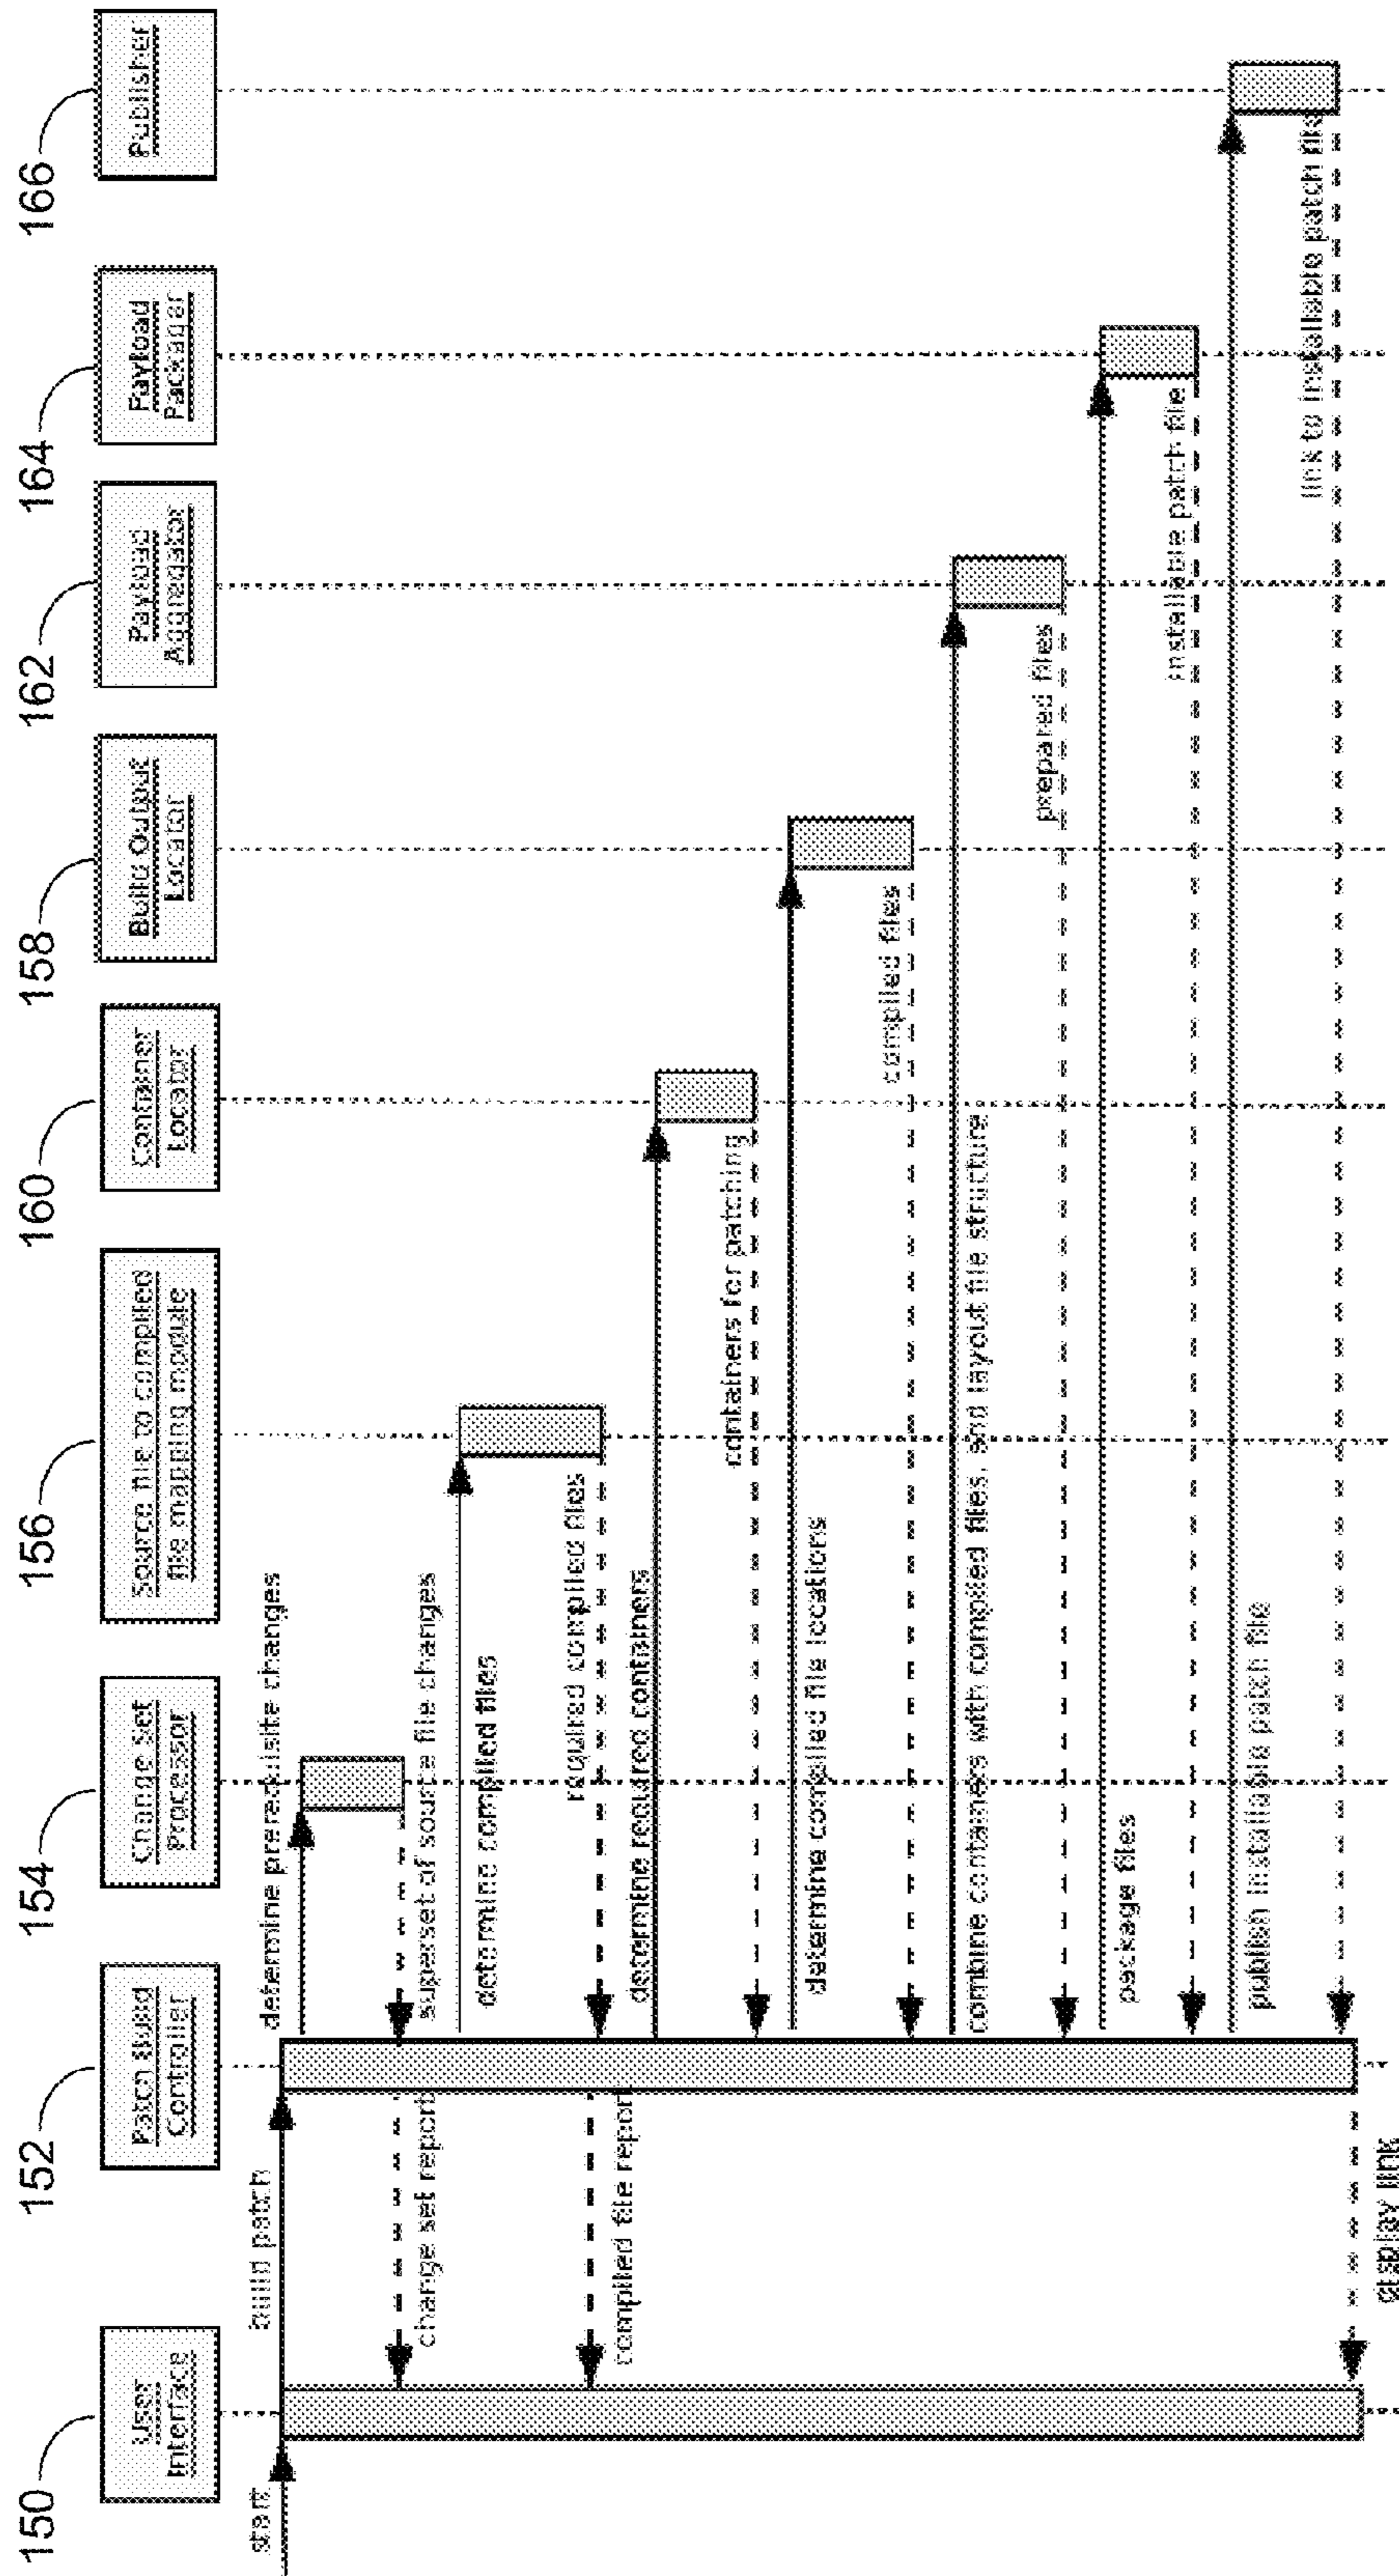 150
152
154
156
160
158
162
164
166
User
Interface
Patch Build
Controller
Change Set
Processor
Source file to compiled
file mapping module
Container
Locator
Build Output
Locator
Payload
Aggregator
Payload
Packager
Publisher
start
build patch
determine prerequisite changes
change set report
superset of source file changes
determine compiled files
required compiled files
compiled file report
determine required containers
containers for patching
determine compiled file locations
compiled files
combine containers with compiled files, and layout file structure
prepared files
package files
installable patch file
publish installable patch file
link to installable patch file
display link